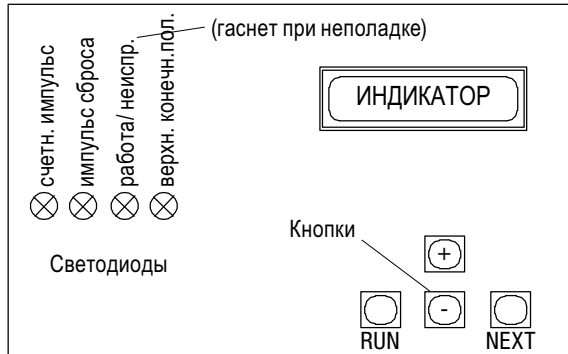 счетн. импульс
импульс сброса
работа/ неиспр.
верхн. конечн.пол.
(гаснет при неполадке)
ИНДИКАТОР
Светодиоды
Кнопки
+
-
RUN
NEXT